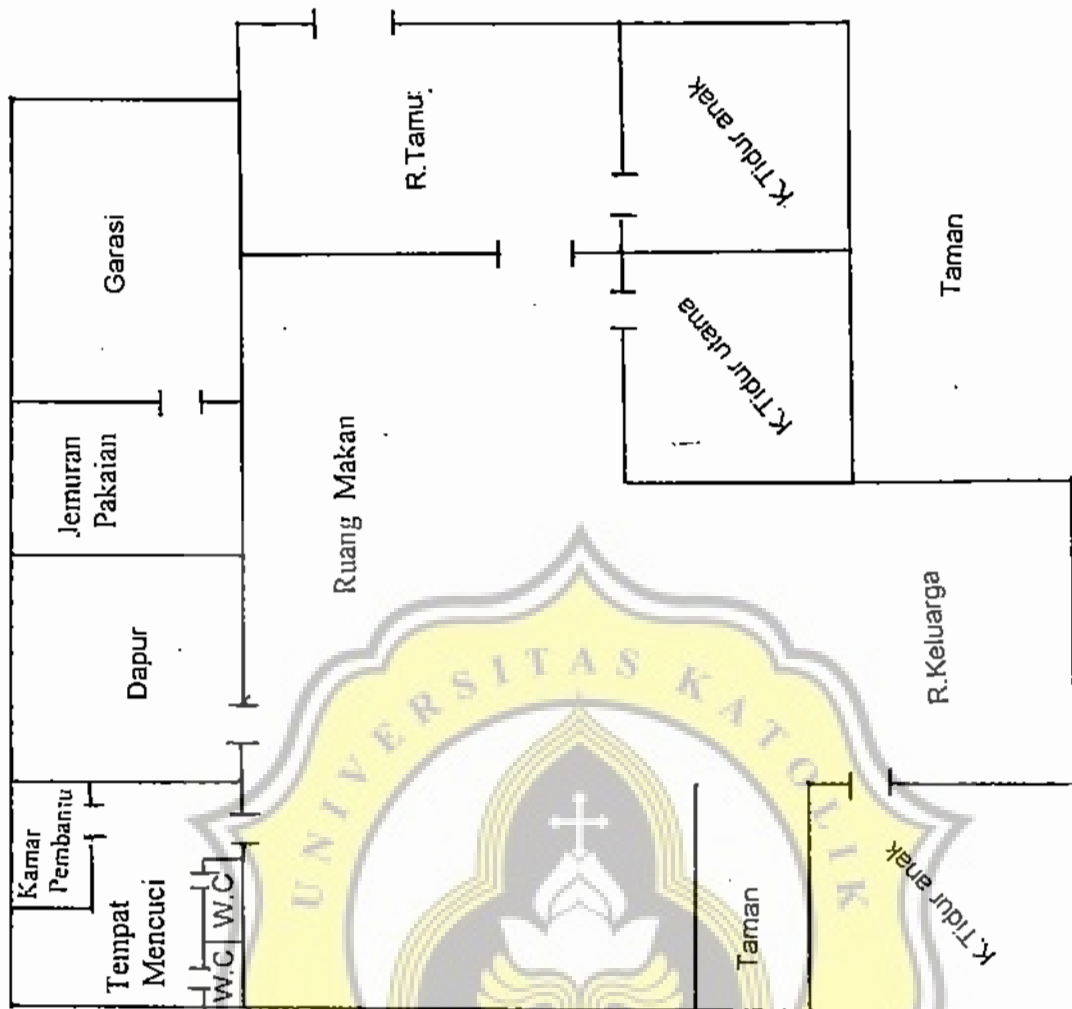 Garasi
R.Tamu
K.Tidur anak
Jemuran
Pakaian
Ruang Makan
K.Tidur utama
Taman
Dapur
R.Keluarga
Kamar
Pembantu
Tempat
Mencuci
W.C
W.C
Taman
K.Tidur anak
UNIVERSITAS KATOLIK